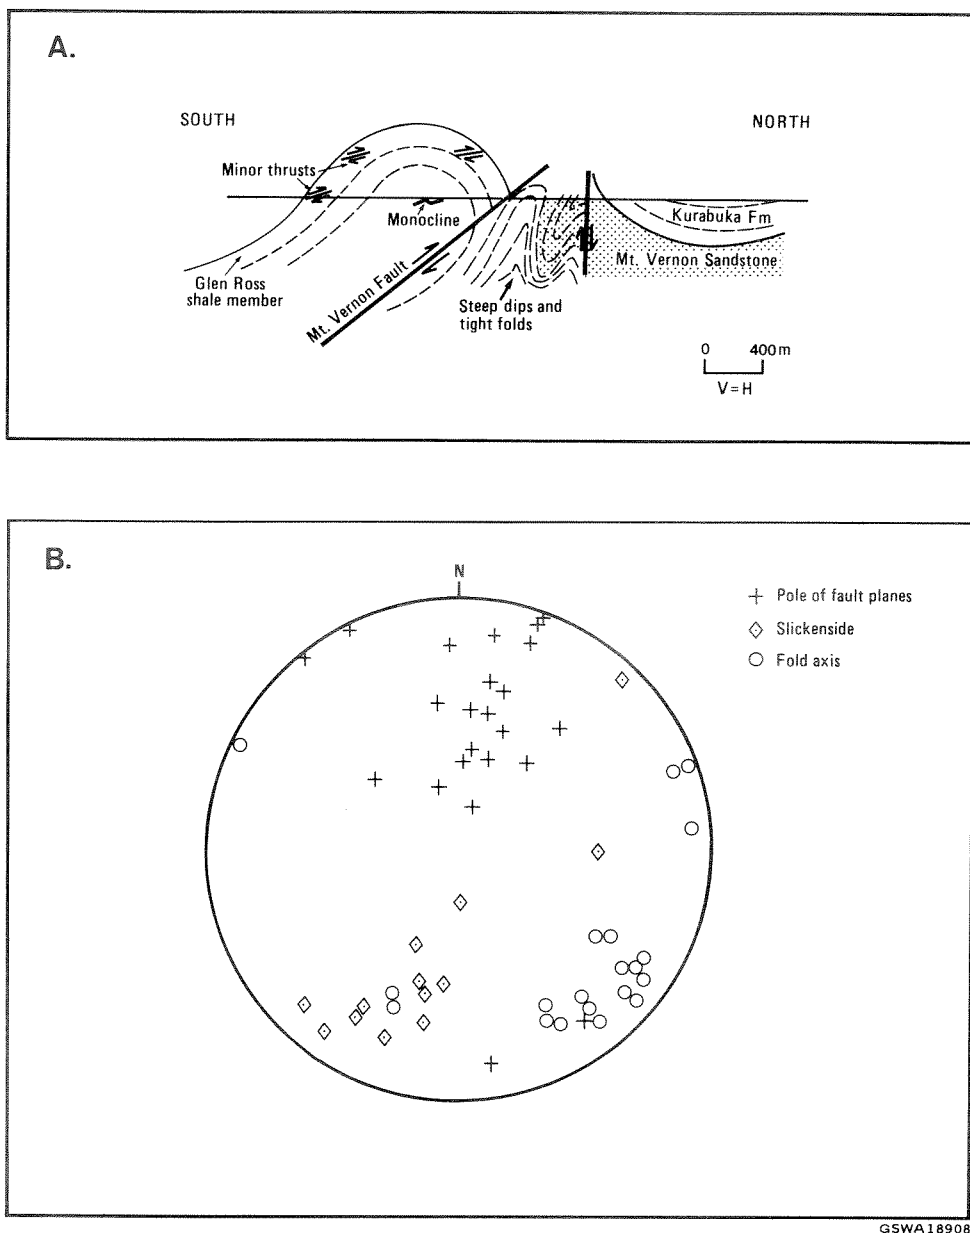 A.
SOUTH
NORTH
Minor thrusts
Monocline
Kurabuka Fm
Mt. Vernon Sandstone
Glen Ross
shale member
Mt. Vernon Fault
Steep dips and
tight folds
0 400m
V=H
B.
N
Pole of fault planes
Slickenside
Fold axis
GSWA18908